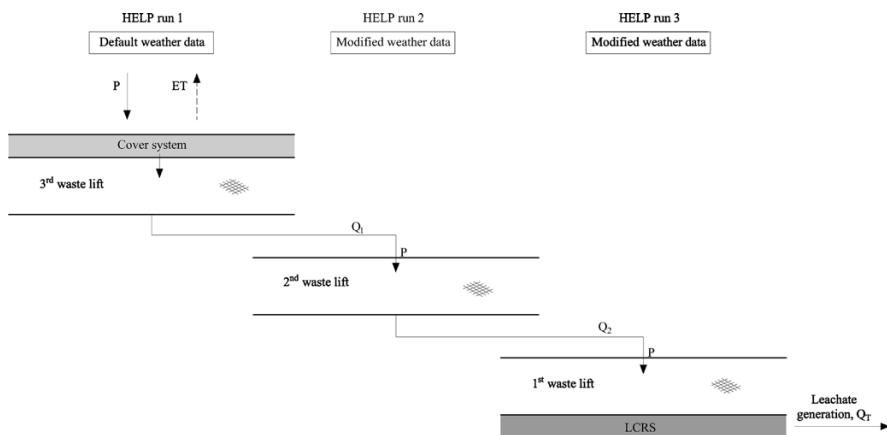 HELP run 1
Default weather data
HELP run 2
Modified weather data
HELP run 3
Modified weather data
P
ET
Cover system
3rd waste lift
Q1
P
2nd waste lift
Q2
P
1st waste lift
LCRS
Leachate
generation, QT